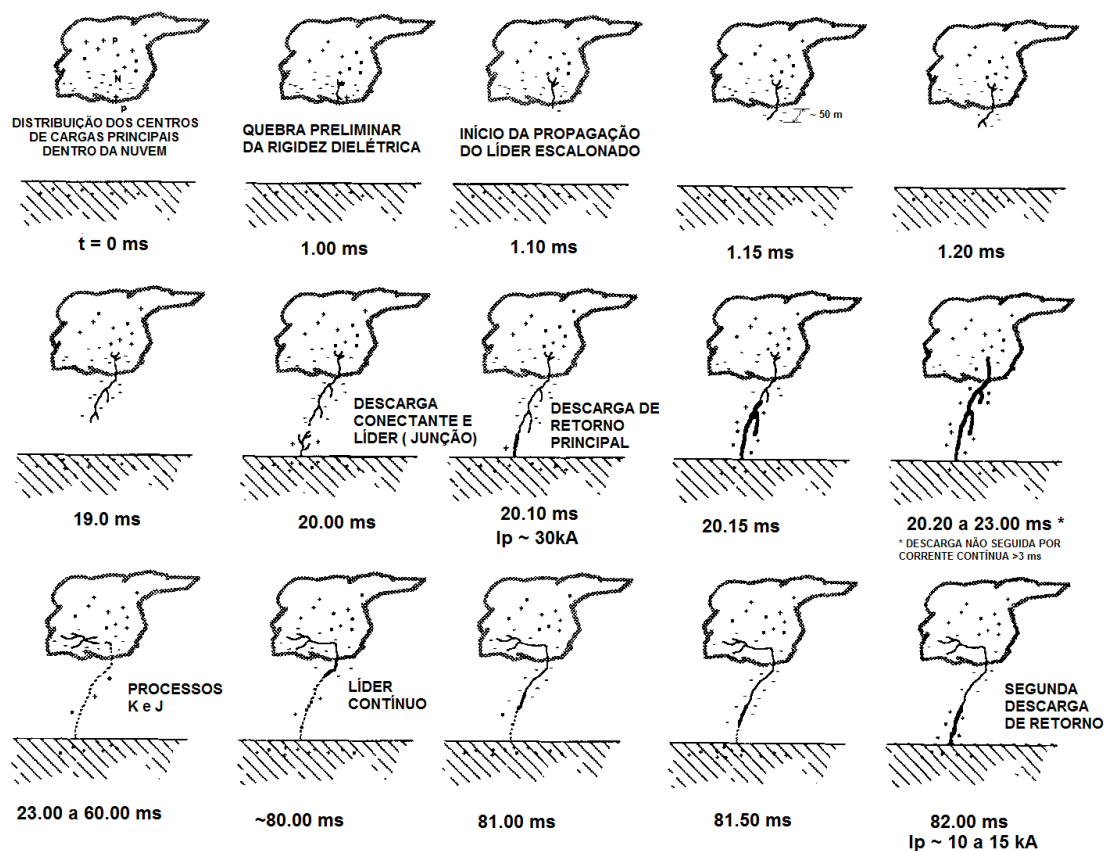 P
N
P
DISTRIBUIÇÃO DOS CENTROS
DE CARGAS PRINCIPAIS
DENTRO DA NUVEM
t = 0 ms
QUEBRA PRELIMINAR
DA RIGIDEZ DIELÉTRICA
1.00 ms
INÍCIO DA PROPAGAÇÃO
DO LÍDER ESCALONADO
1.10 ms
~ 50 m
1.15 ms
1.20 ms
19.0 ms
DESCARGA
CONECTANTE E
LÍDER ( JUNÇÃO)
20.00 ms
DESCARGA DE
RETORNO
PRINCIPAL
20.10 ms
Ip ~ 30kA
20.15 ms
20.20 a 23.00 ms *
* DESCARGA NÃO SEGUIDA POR
CORRENTE CONTÍNUA >3 ms
PROCESSOS
K e J
23.00 a 60.00 ms
LÍDER
CONTÍNUO
~80.00 ms
81.00 ms
81.50 ms
SEGUNDA
DESCARGA
DE RETORNO
82.00 ms
Ip ~ 10 a 15 kA